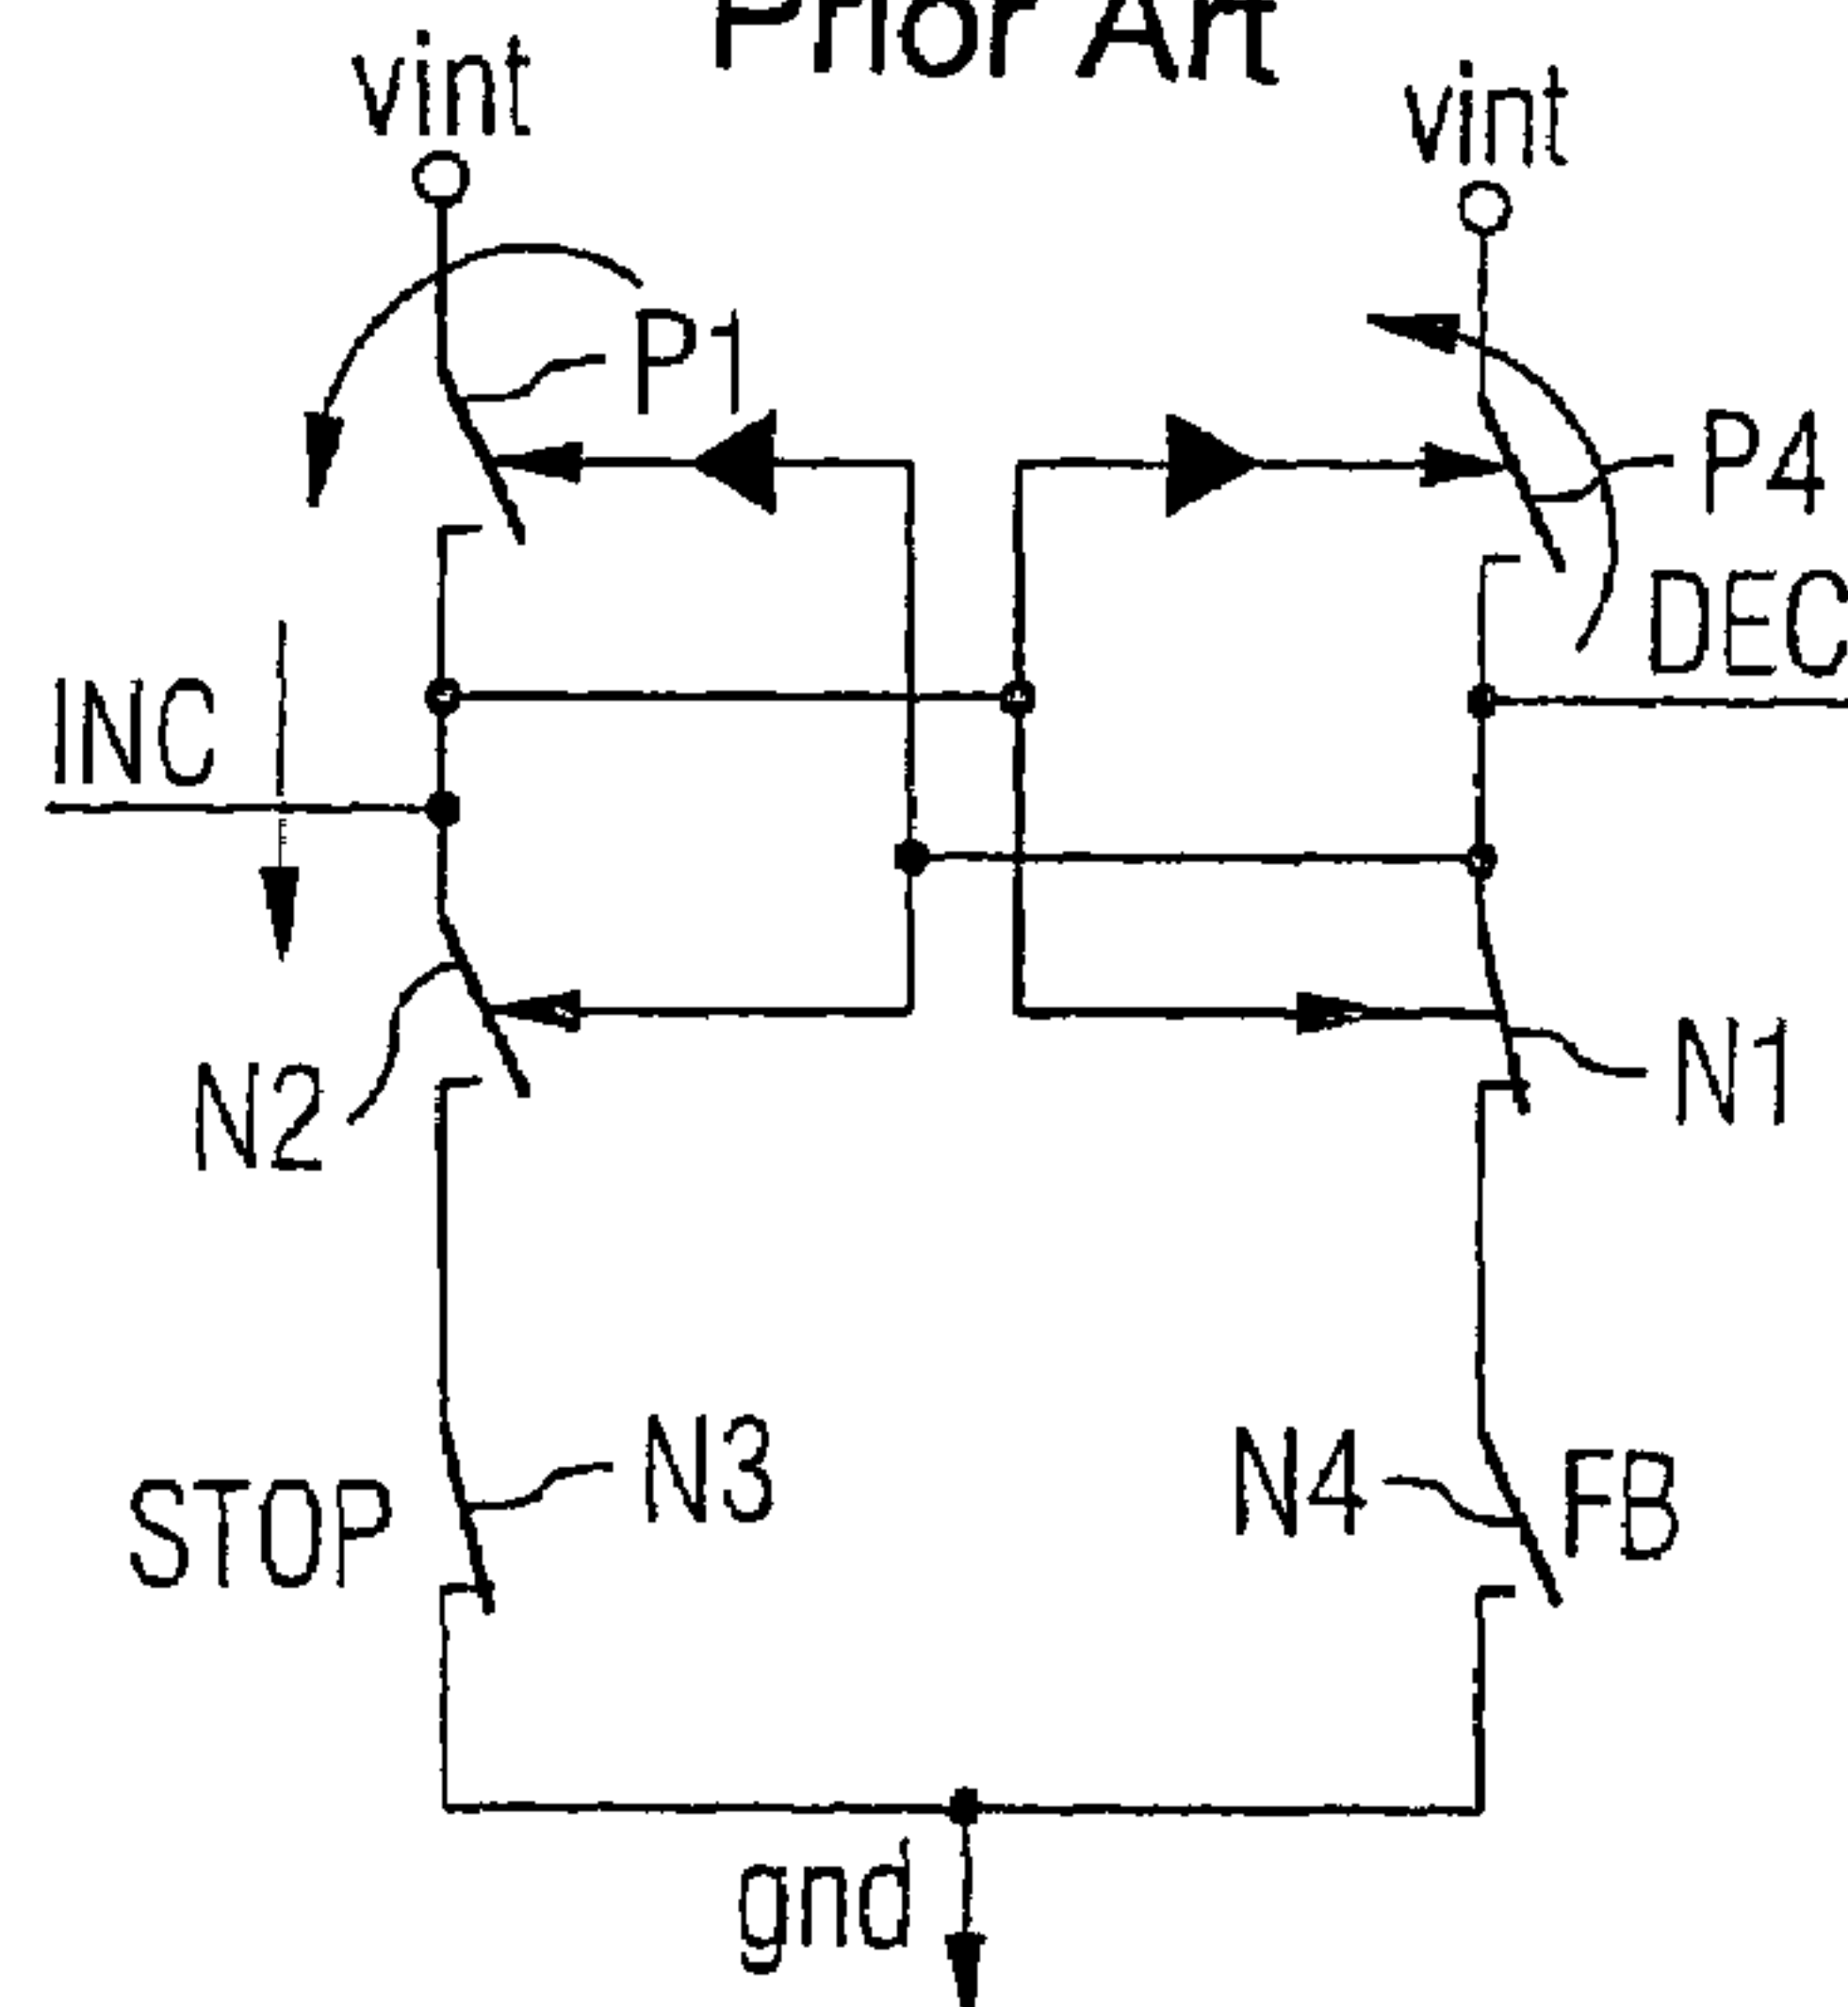 Prior Art
vint
vint
P1
P4
DEC
INC
N2
N1
N3
N4
STOP
FB
gnd